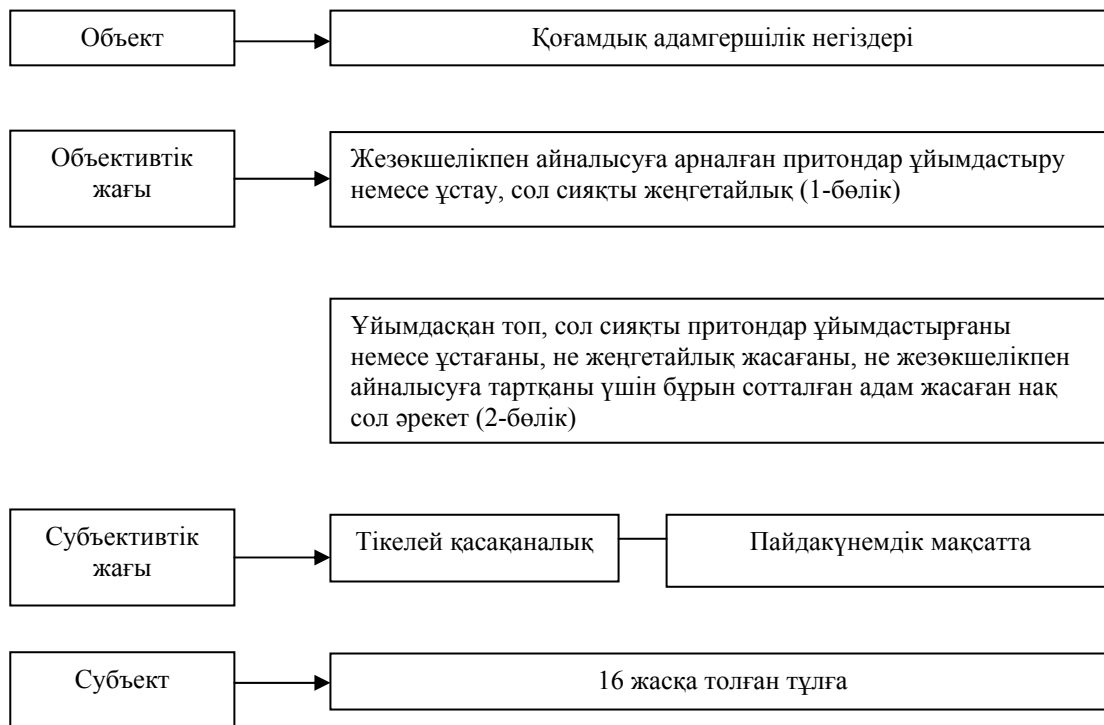 Объект
Қоғамдық адамгершілік негіздері
Объективтік
жағы
Жезөкшелікпен айналысуға арналған притондар ұйымдастыру
немесе ұстау, сол сияқты жеңгетайлық (1-бөлік)
Ұйымдасқан топ, сол сияқты притондар ұйымдастырғаны
немесе ұстағаны, не жеңгетайлық жасағаны, не жезөкшелікпен
айналысуға тартқаны үшін бұрын сотталған адам жасаған нақ
сол әрекет (2-бөлік)
Субъективтік
жағы
Тікелей қасақаналық
Пайдакүнемдік мақсатта
Субъект
16 жасқа толған тұлға